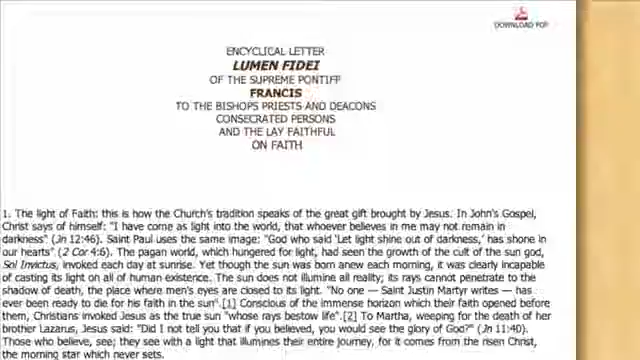 DOWNLOAD PDF
ENCYCLICAL LETTER
LUMEN FIDEI
OF THE SUPREME PONTIFF
FRANCIS
TO THE BISHOPS PRIESTS AND DEACONS
CONSECRATED PERSONS
AND THE LAY FAITHFUL
ON FAITH
1. The light of Faith: this is how the Church's tradition speaks of the great gift brought by Jesus. In John's Gospel,
Christ says of himself: "I have come as light into the world, that whoever believes in me may not remain in
darkness" (Jn 12:46). Saint Paul uses the same image: "God who said 'Let light shine out of darkness,' has shone in
our hearts" (2 Cor 4:6). The pagan world, which hungered for light, had seen the growth of the cult of the sun god,
Sol Invictus, invoked each day at sunrise. Yet though the sun was born anew each morning, it was clearly incapable
of casting its light on all of human existence. The sun does not illumine all reality; its rays cannot penetrate to the
shadow of death, the place where men's eyes are closed to its light. "No one — Saint Justin Martyr writes — has
ever been ready to die for his faith in the sun".[1] Conscious of the immense horizon which their faith opened before
them, Christians invoked Jesus as the true sun "whose rays bestow life".[2] To Martha, weeping for the death of her
brother Lazarus, Jesus said: "Did I not tell you that if you believed, you would see the glory of God?" (Jn 11:40).
Those who believe, see; they see with a light that illumines their entire journey, for it comes from the risen Christ,
the morning star which never sets.